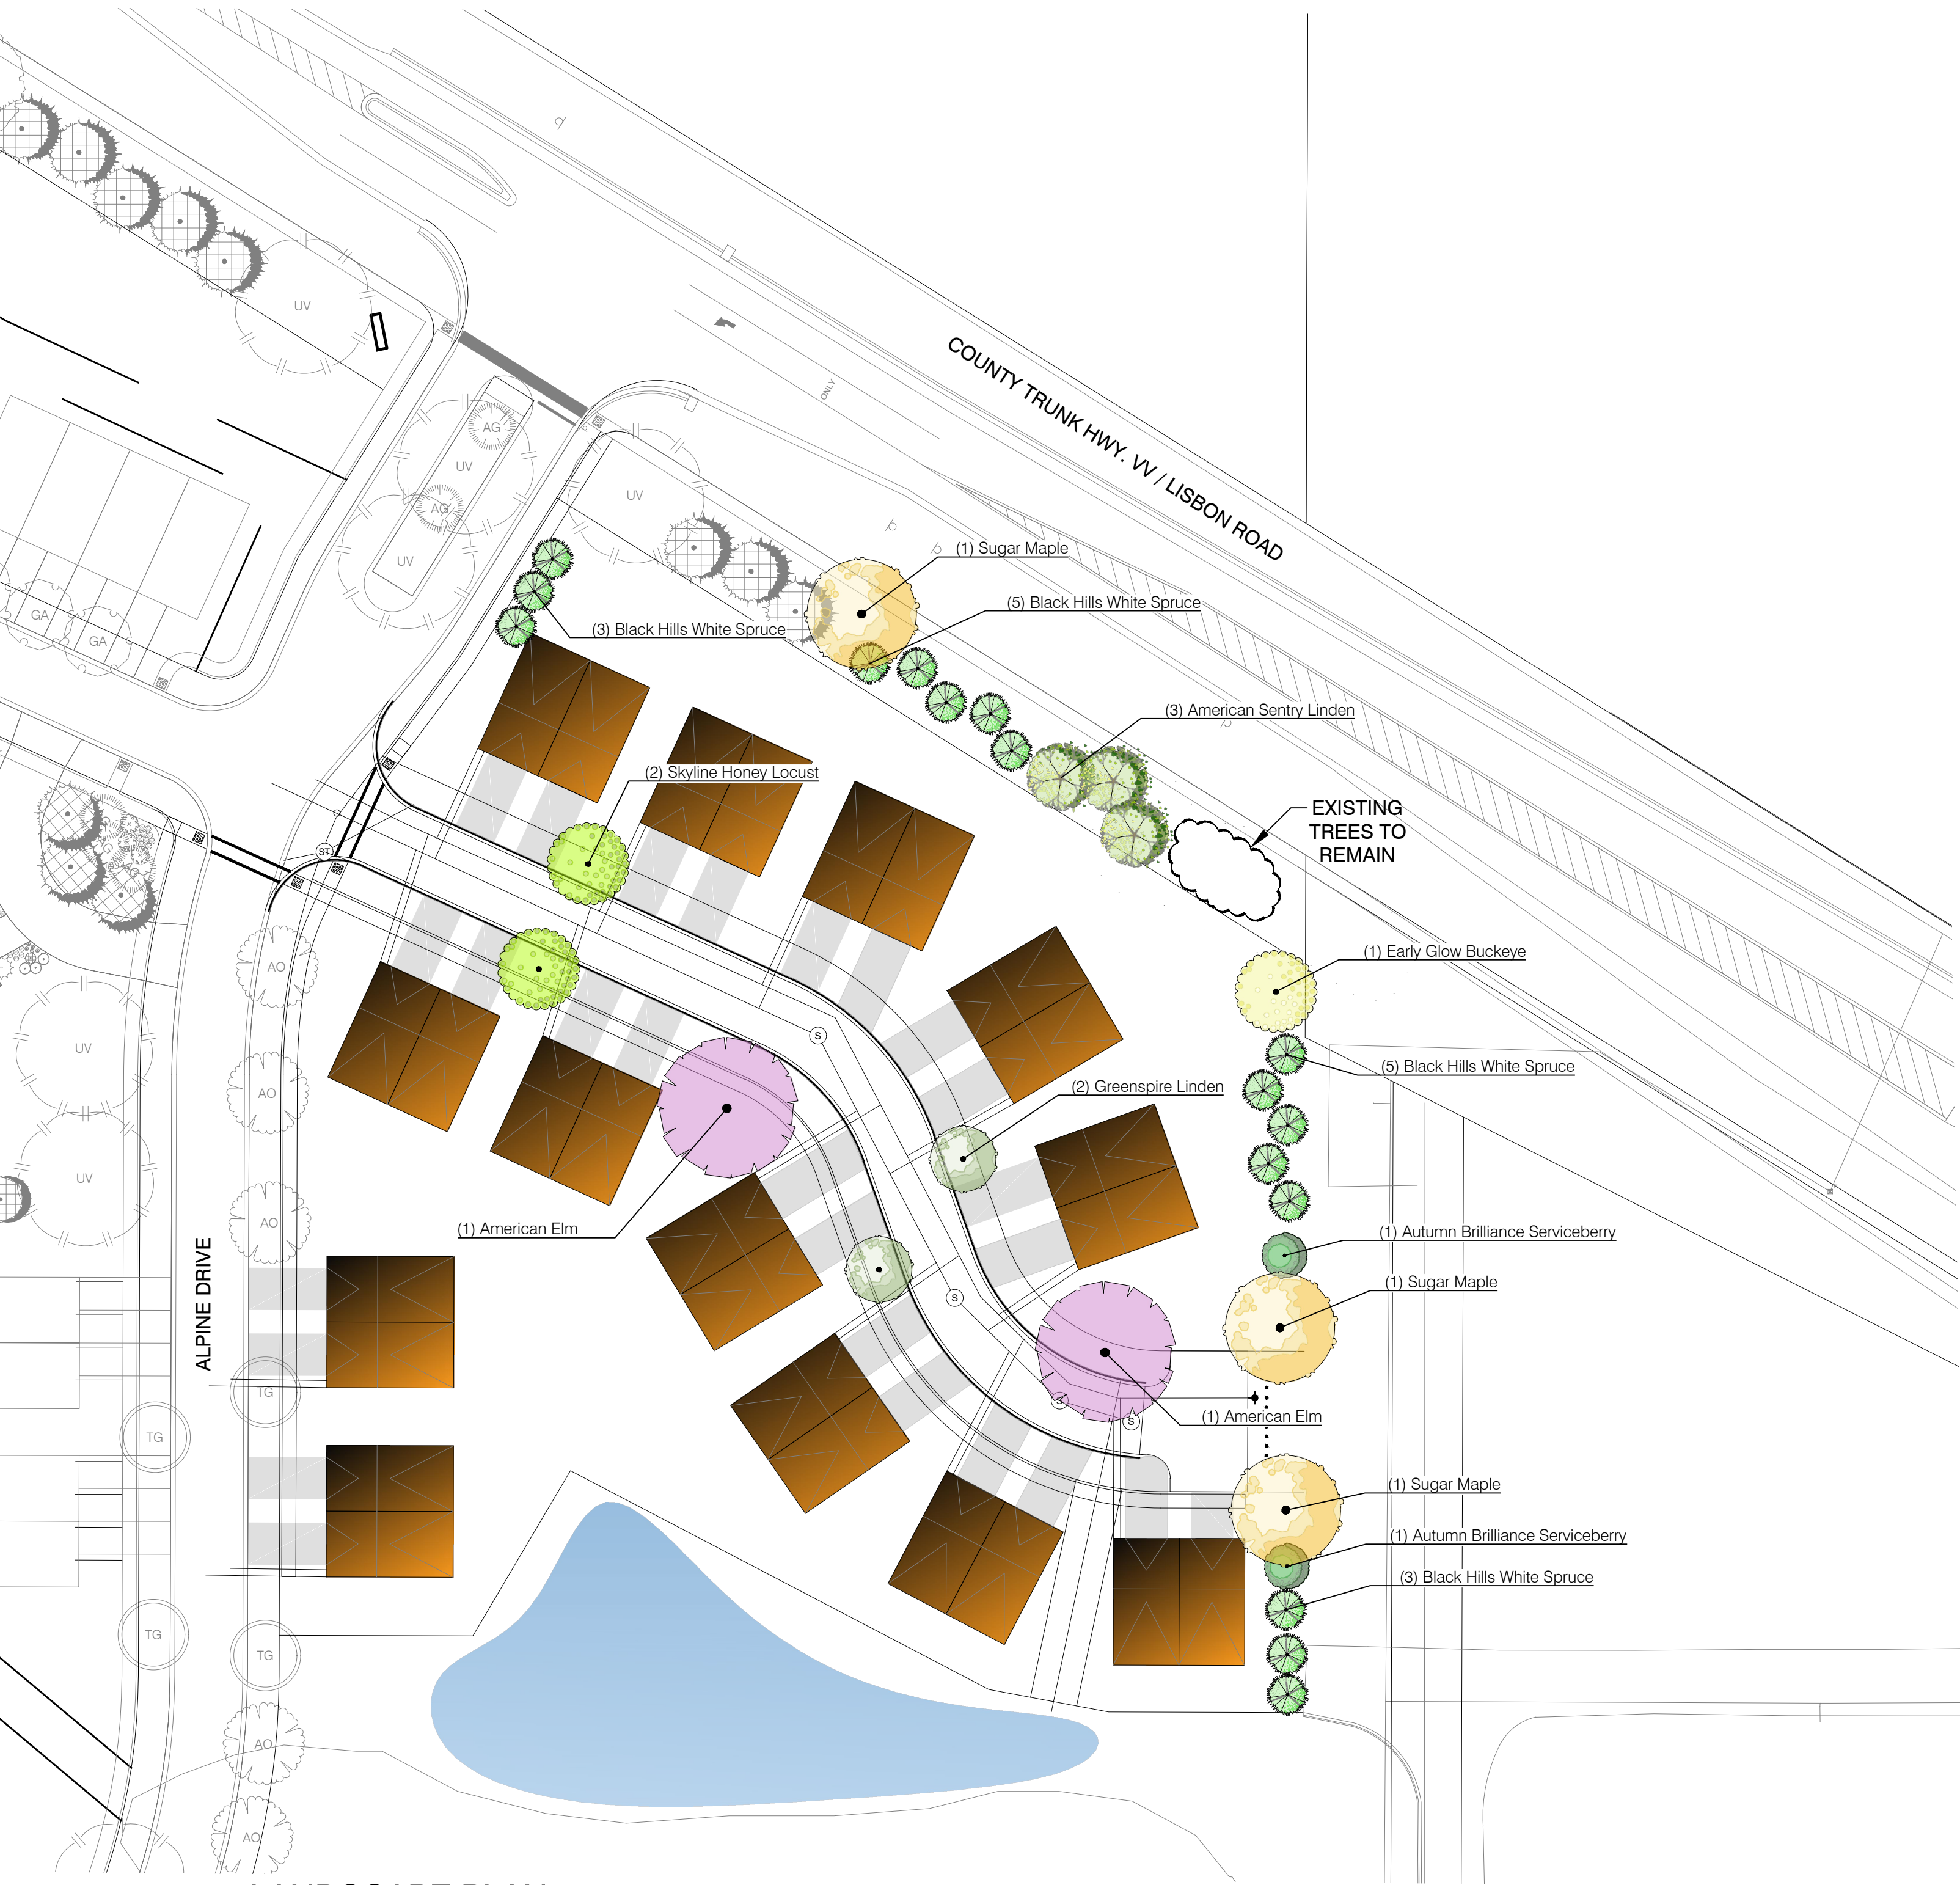 UV
AG
UV
AG
UV
UV
ONLY
COUNTY TRUNK HWY. VV / LISBON ROAD
(1) Sugar Maple
(5) Black Hills White Spruce
(3) Black Hills White Spruce
GA
GA
(3) American Sentry Linden
(2) Skyline Honey Locust
EXISTING
TREES TO
REMAIN
ST
AO
(1) Early Glow Buckeye
S
UV
(5) Black Hills White Spruce
AO
(2) Greenspire Linden
UV
AO
(1) American Elm
(1) Autumn Brilliance Serviceberry
(1) Sugar Maple
ALPINE DRIVE
S
TG
S
S
(1) American Elm
TG
(1) Sugar Maple
(1) Autumn Brilliance Serviceberry
(3) Black Hills White Spruce
TG
TG
AO
AO